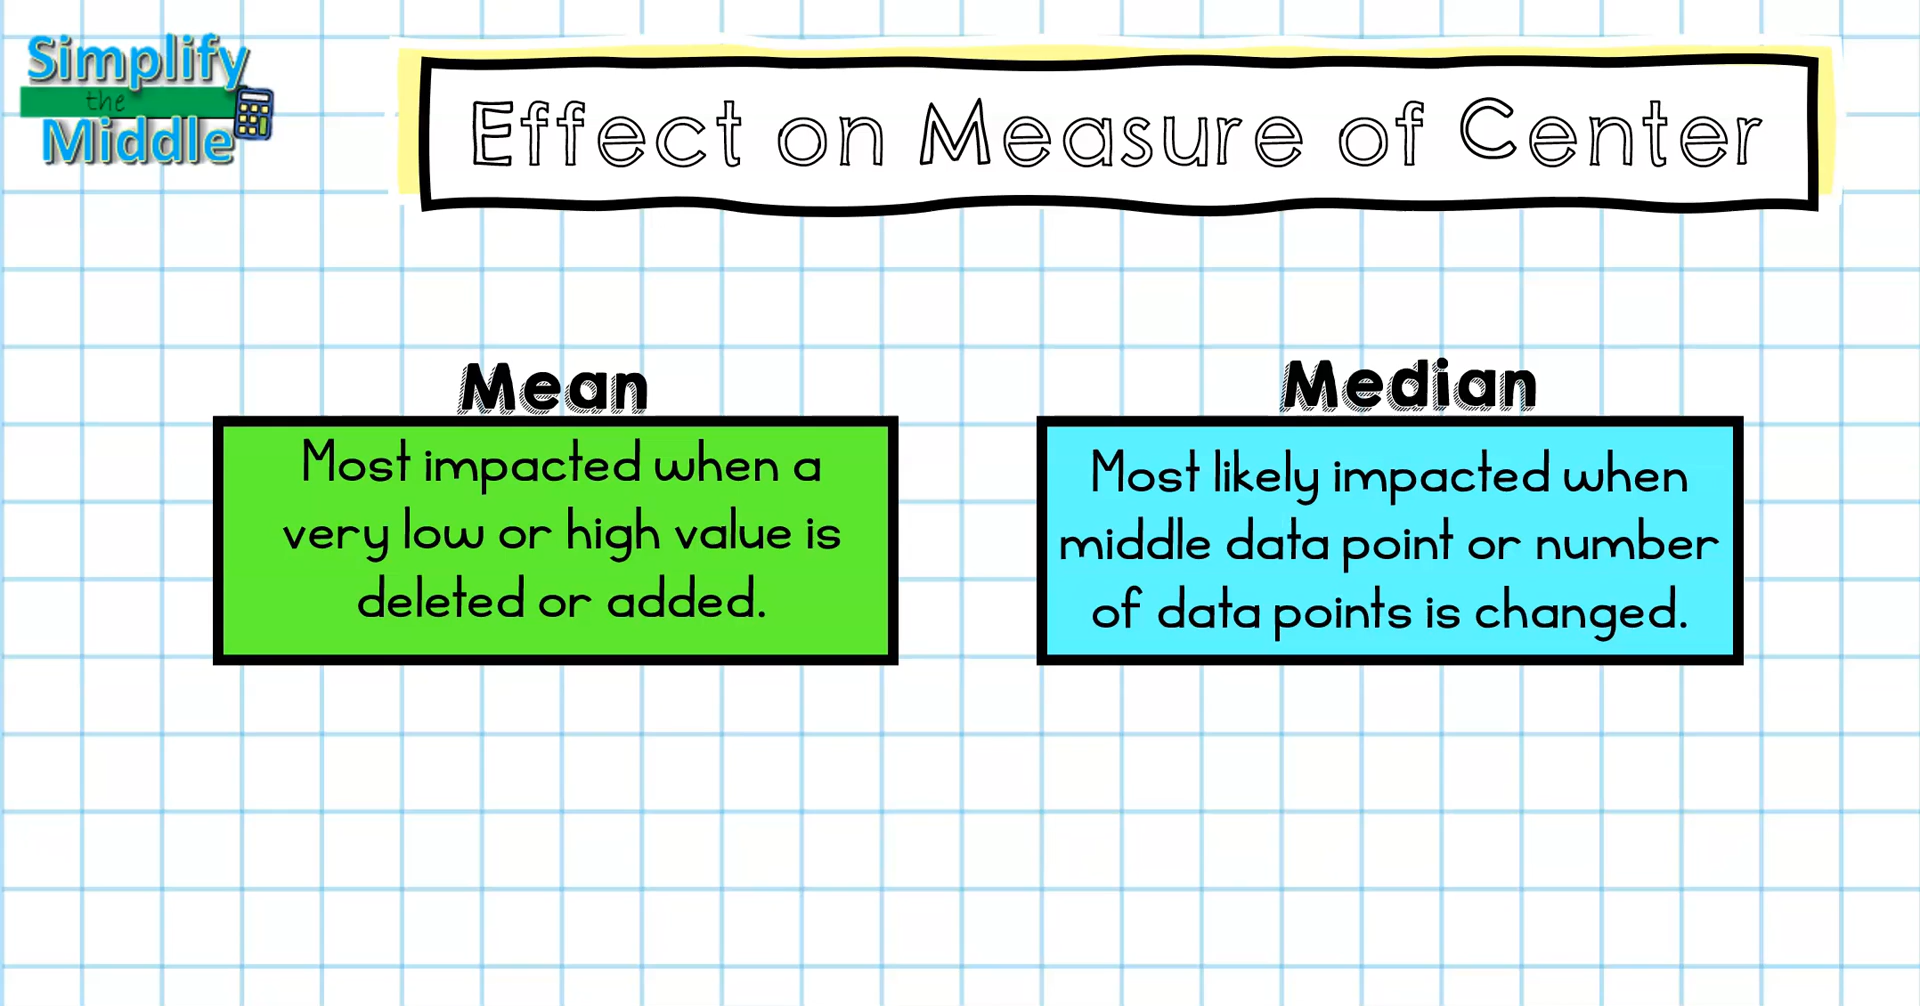 Simplify
the
Middle
Effect on Measure of Center
Mean
Most impacted when a
very low or high value is
deleted or added.
Median
Most likely impacted when
middle data point or number
of data points is changed.